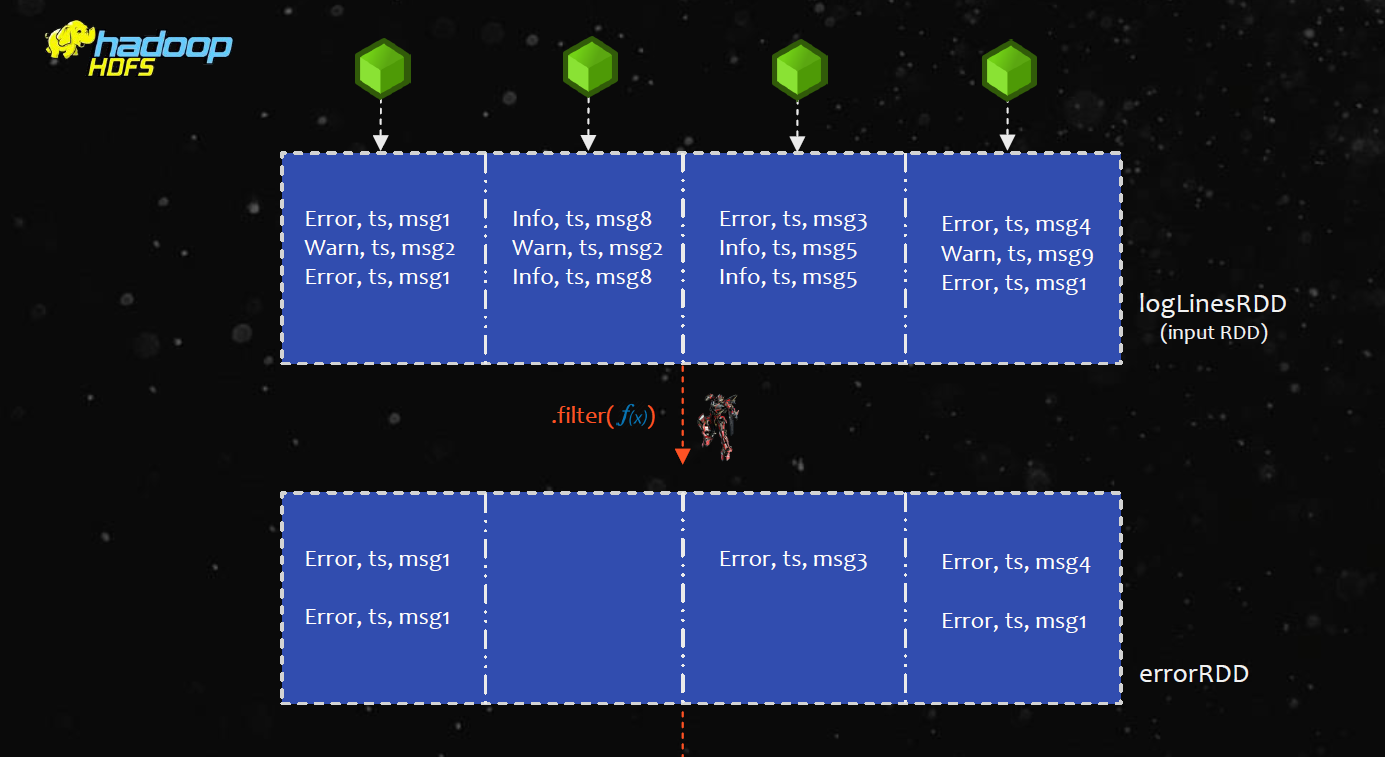 hadoop
HDFS
Error, ts, msg1
Warn, ts, msg2
Error, ts, msg1
Info, ts, msg8
Warn, ts, msg2
Info, ts, msg8
Error, ts, msg3
Info, ts, msg5
Info, ts, msg5
Error, ts, msg4
Warn, ts, msg9
Error, ts, msg1
logLinesRDD
(input RDD)
.filter( f(x))
Error, ts, msg1
Error, ts, msg1
Error, ts, msg3
Error, ts, msg4
Error, ts, msg1
errorRDD